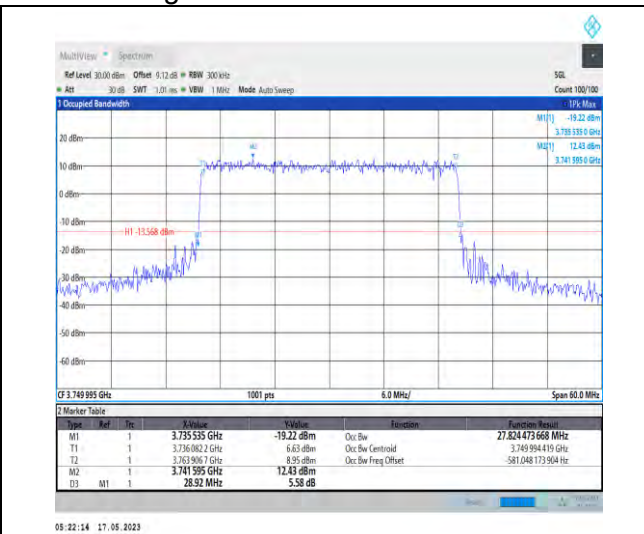 MultiView Spectrum
Ref Level 30.00 dBm Offset 9.12 dB RBW 300 kHz SGL
Att 30 dB SWT 1.01 ms VBW 1 MHz Mode Auto Sweep Count 100/100
1 Occupied Bandwidth 1Pk Max
M1[1] -19.22 dBm
3.735 535 0 GHz
20 dBm M2[1] 12.43 dBm
3.741 595 0 GHz
M2
T1 T2
10 dBm
0 dBm
-10 dBm
H1 -13.568 dBm
M1 D3
-20 dBm
-30 dBm
-40 dBm
-50 dBm
-60 dBm
CF 3.749 995 GHz 1001 pts 6.0 MHz/ Span 60.0 MHz
2 Marker Table
Type Ref Trc X-Value Y-Value Function Function Result
M1 1 3.735 535 GHz -19.22 dBm Occ Bw 27.824 473 668 MHz
T1 1 3.736 082 2 GHz 6.63 dBm Occ Bw Centroid 3.749 994 419 GHz
T2 1 3.763 906 7 GHz 8.95 dBm Occ Bw Freq Offset -581.048 173 904 Hz
M2 1 3.741 595 GHz 12.43 dBm
D3 M1 1 28.92 MHz 5.58 dB
05:22:14 17.05.2023